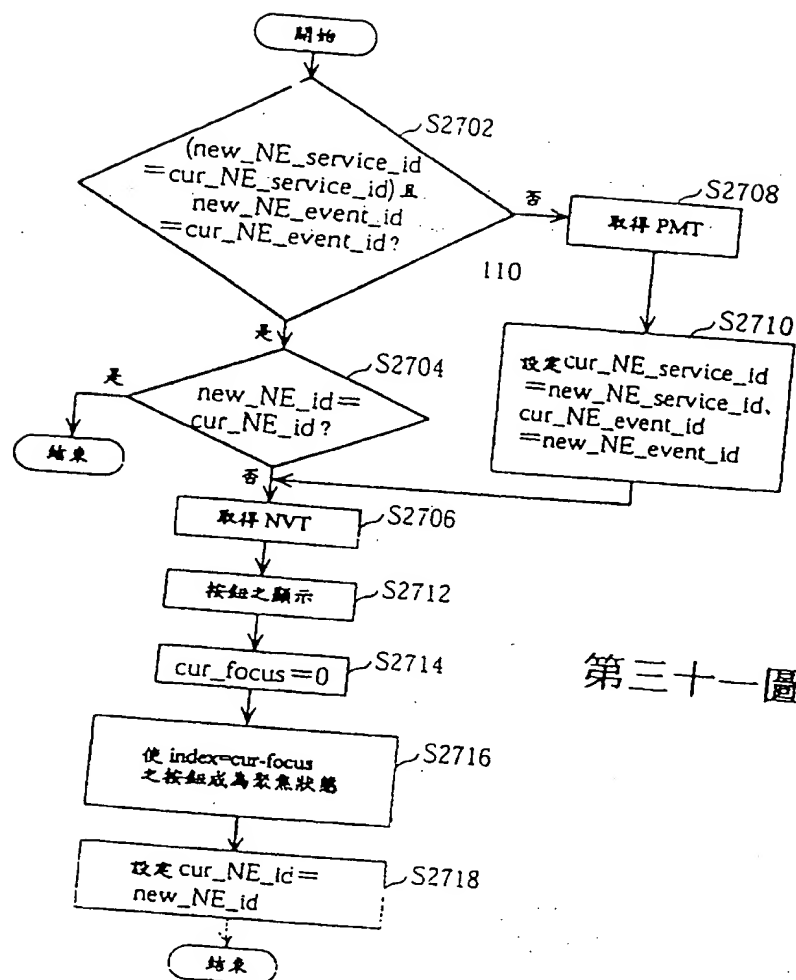 開始
S2702
(new_NE_service_id
=cur_NE_service_id)且
new_NE_event_id
=cur_NE_event_id?
否
S2708
取得 PMT
110
S2710
設定cur_NE_service_id
=new_NE_service_id、
cur_NE_event_id
=new_NE_event_id
是
S2704
new_NE_id=
cur_NE_id?
是
結束
否
取得 NVT
S2706
按鈕之顯示
S2712
cur_focus=0
S2714
第三十一圖
使 index=cur-focus
之按鈕成為聚焦狀態
S2716
設定 cur_NE_id=
new_NE_id
S2718
結束